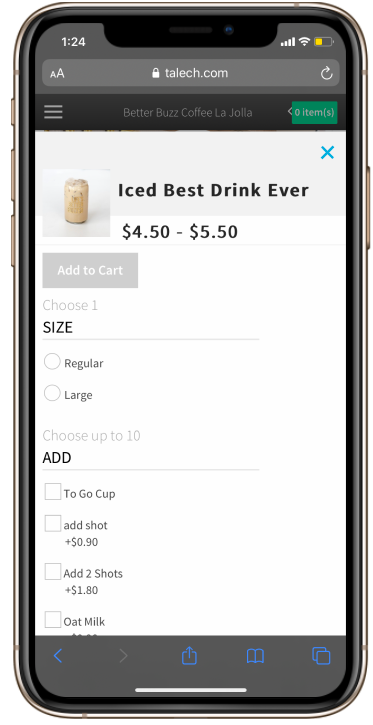 1:24
AA talech.com
Better Buzz Coffee La Jolla
0 item(s)
Iced Best Drink Ever
$4.50 - $5.50
Add to Cart
Choose 1
SIZE
Regular
Large
Choose up to 10
ADD
To Go Cup
add shot
+$0.90
Add 2 Shots
+$1.80
Oat Milk